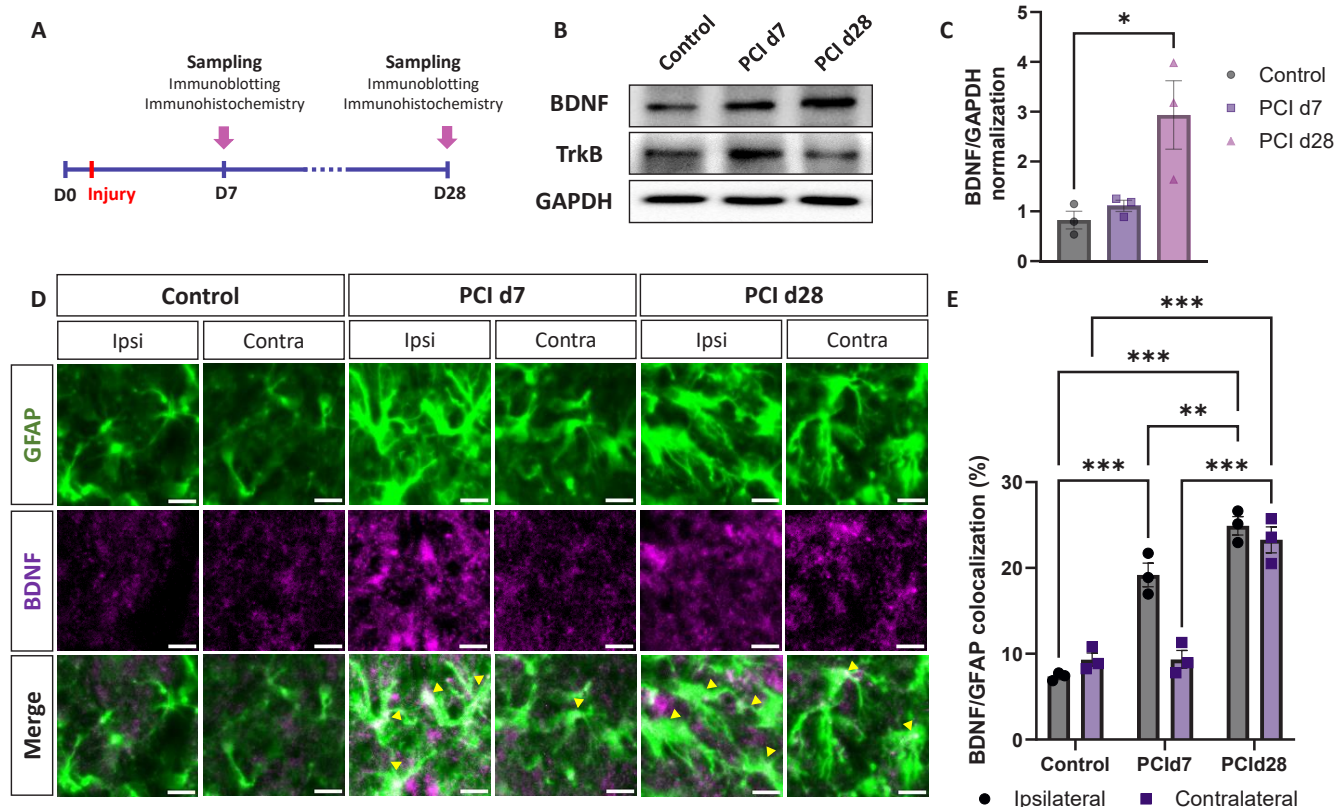 A
Sampling
Immunoblotting
Immunohistochemistry
Sampling
Immunoblotting
Immunohistochemistry
D0
Injury
D7
D28
B
Control
PCI d7
PCI d28
BDNF
TrkB
GAPDH
C
BDNF/GAPDH
normalization
5
4
3
2
1
0
*
Control
PCI d7
PCI d28
D
Control
PCI d7
PCI d28
Ipsi
Contra
Ipsi
Contra
Ipsi
Contra
GFAP
BDNF
Merge
E
BDNF/GFAP colocalization (%)
30
20
10
0
***
***
**
***
***
Control
PCId7
PCId28
Ipsilateral
Contralateral